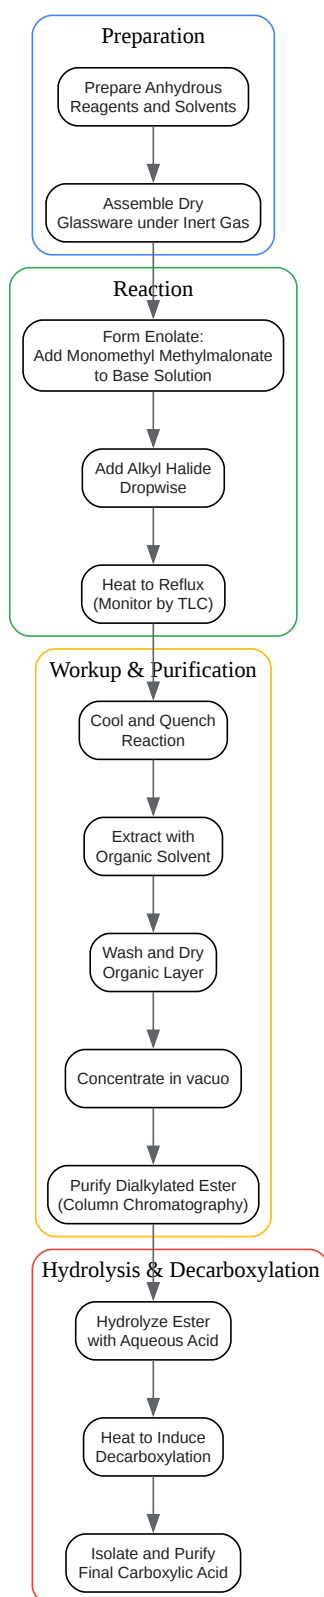 Preparation
Prepare Anhydrous
Reagents and Solvents
Assemble Dry
Glassware under Inert Gas
Reaction
Form Enolate:
Add Monomethyl Methylmalonate
to Base Solution
Add Alkyl Halide
Dropwise
Heat to Reflux
(Monitor by TLC)
Workup & Purification
Cool and Quench
Reaction
Extract with
Organic Solvent
Wash and Dry
Organic Layer
Concentrate in vacuo
Purify Dialkylated Ester
(Column Chromatography)
Hydrolysis & Decarboxylation
Hydrolyze Ester
with Aqueous Acid
Heat to Induce
Decarboxylation
Isolate and Purify
Final Carboxylic Acid